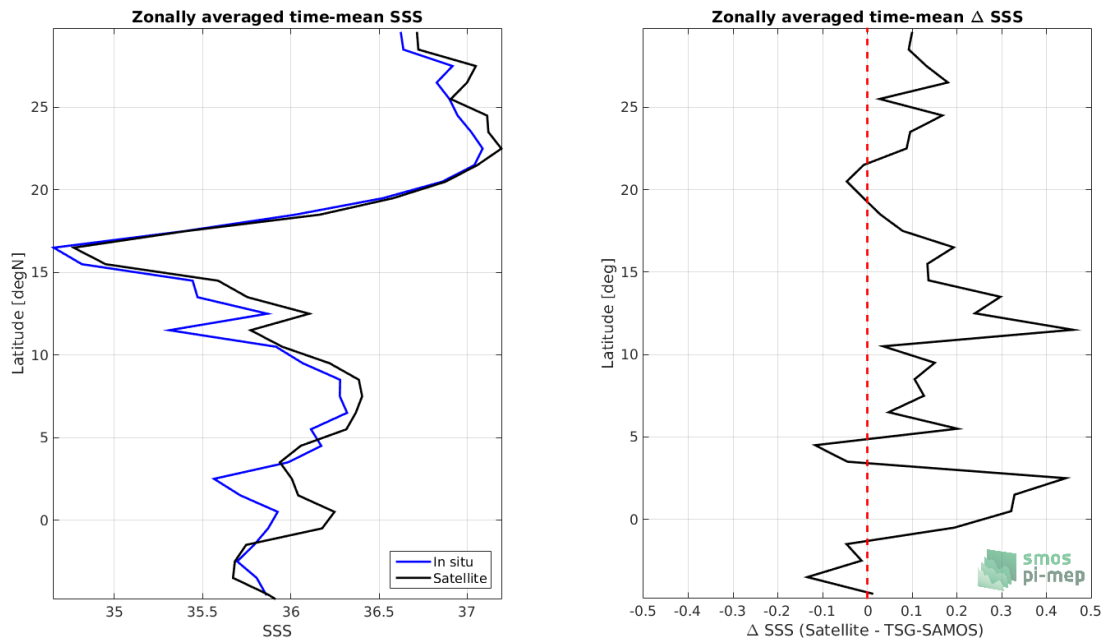 Zonally averaged time-mean SSS
Latitude [degN]
25
20
15
10
5
0
35
35.5
36
36.5
37
SSS
In situ
Satellite
Zonally averaged time-mean Δ SSS
Latitude [deg]
25
20
15
10
5
0
-0.5
-0.4
-0.3
-0.2
-0.1
0
0.1
0.2
0.3
0.4
0.5
Δ SSS (Satellite - TSG-SAMOS)
smos
pi-mep